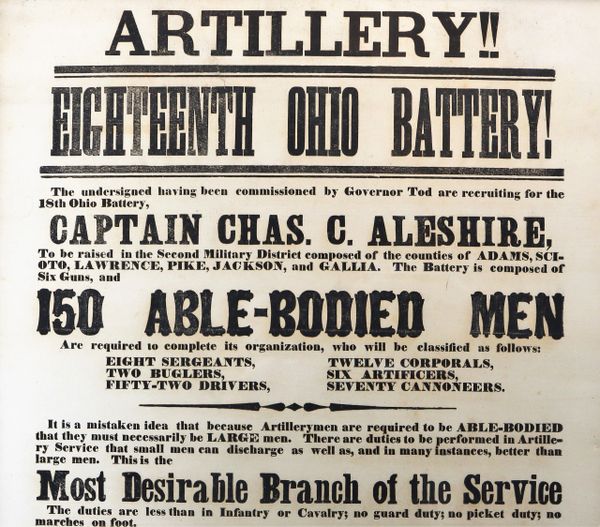 ARTILLERY!!
EIGHTEENTH OHIO BATTERY!
The undersigned having been commissioned by Governor Tod are recruiting for the
18th Ohio Battery,
CAPTAIN CHAS. C. ALESHIRE,
To be raised in the Second Military District composed of the counties of ADAMS, SCI-
OTO, LAWRENCE, PIKE, JACKSON, and GALLIA. The Battery is composed of
Six Guns, and
150 ABLE-BODIED MEN
Are required to complete its organization, who will be classified as follows:
EIGHT SERGEANTS, TWELVE CORPORALS,
TWO BUGLERS, SIX ARTIFICERS,
FIFTY-TWO DRIVERS, SEVENTY CANNONEERS.
It is a mistaken idea that because Artillerymen are required to be ABLE-BODIED
that they must necessarily be LARGE men. There are duties to be performed in Artille-
ry Service that small men can discharge as well as, and in many instances, better than
large men. This is the
Most Desirable Branch of the Service
The duties are less than in Infantry or Cavalry; no guard duty; no picket duty; no
marches on foot.